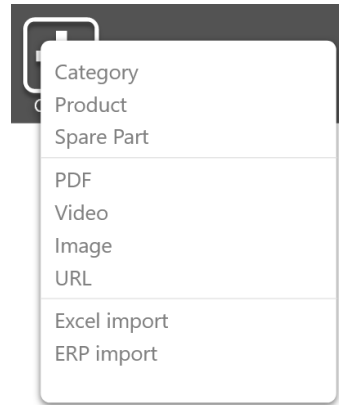 Category
Product
Spare Part
PDF
Video
Image
URL
Excel import
ERP import